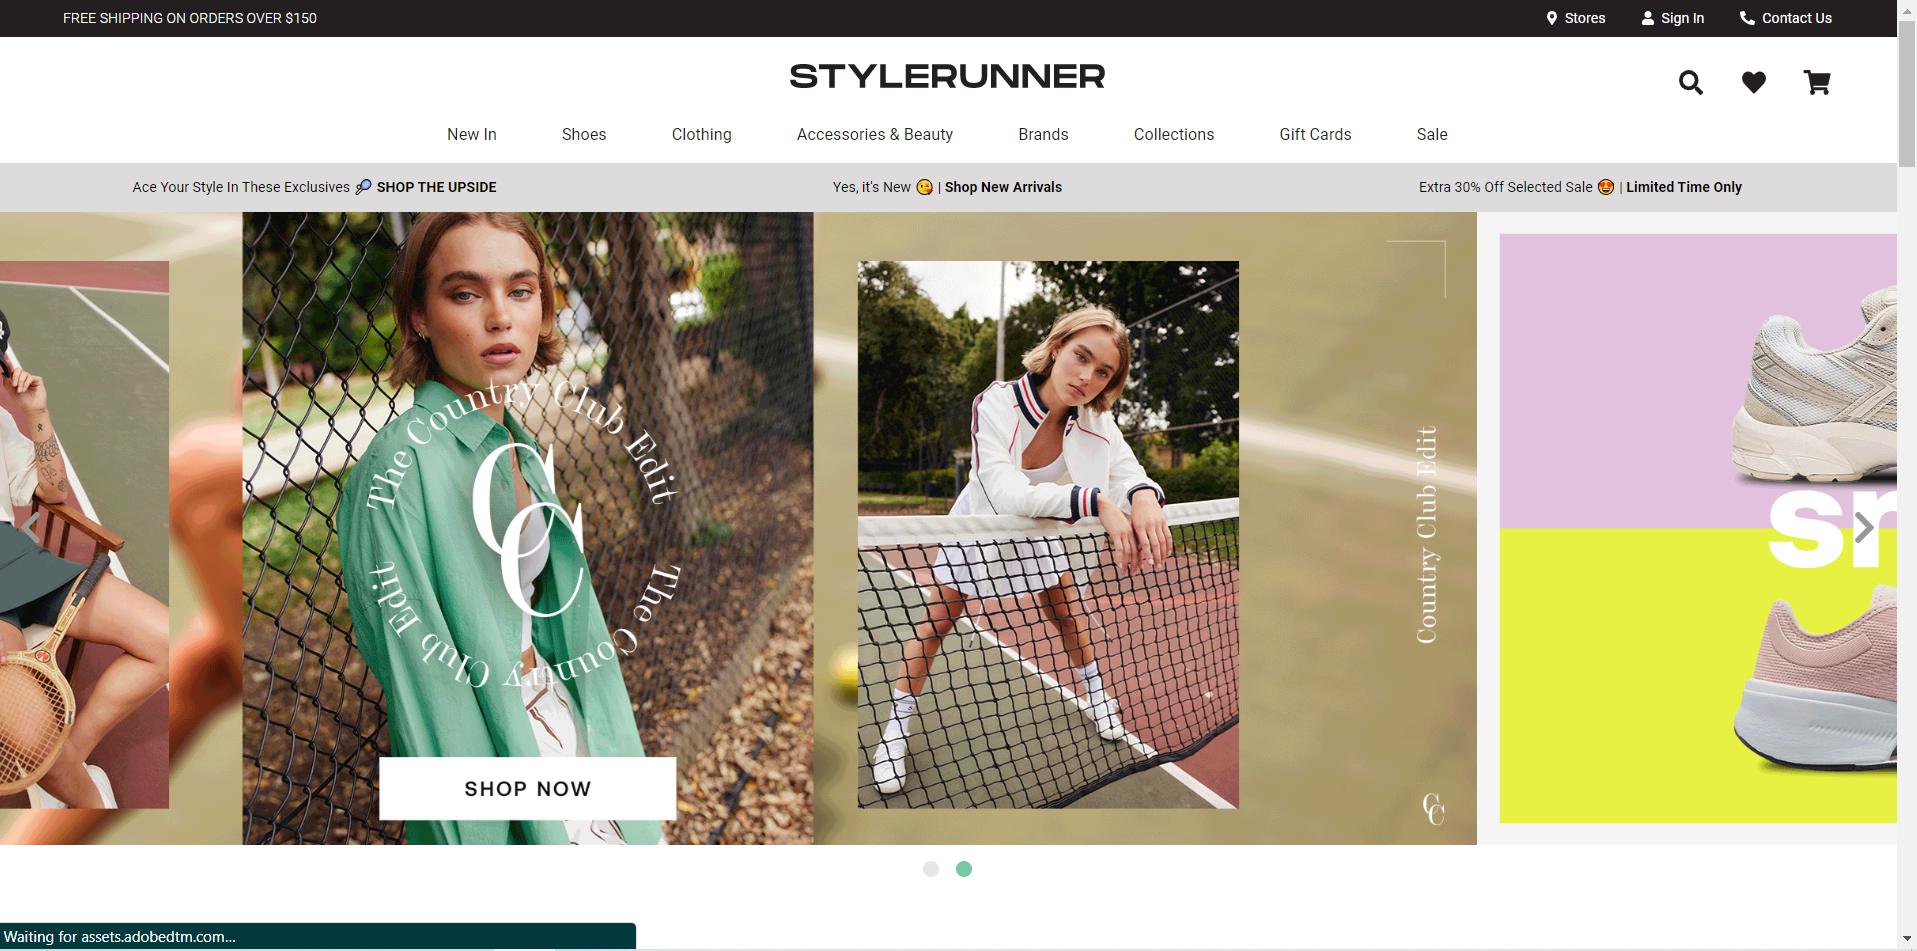 FREE SHIPPING ON ORDERS OVER $150
Stores
Sign In
Contact Us
STYLERUNNER
New In
Shoes
Clothing
Accessories & Beauty
Brands
Collections
Gift Cards
Sale
Ace Your Style In These Exclusives 🎾 SHOP THE UPSIDE
Yes, it's New 😘 | Shop New Arrivals
Extra 30% Off Selected Sale 🤩 | Limited Time Only
The Country Club Edit
The Country Club Edit
CC
SHOP NOW
Country Club Edit
CC
Waiting for assets.adobedtm.com...